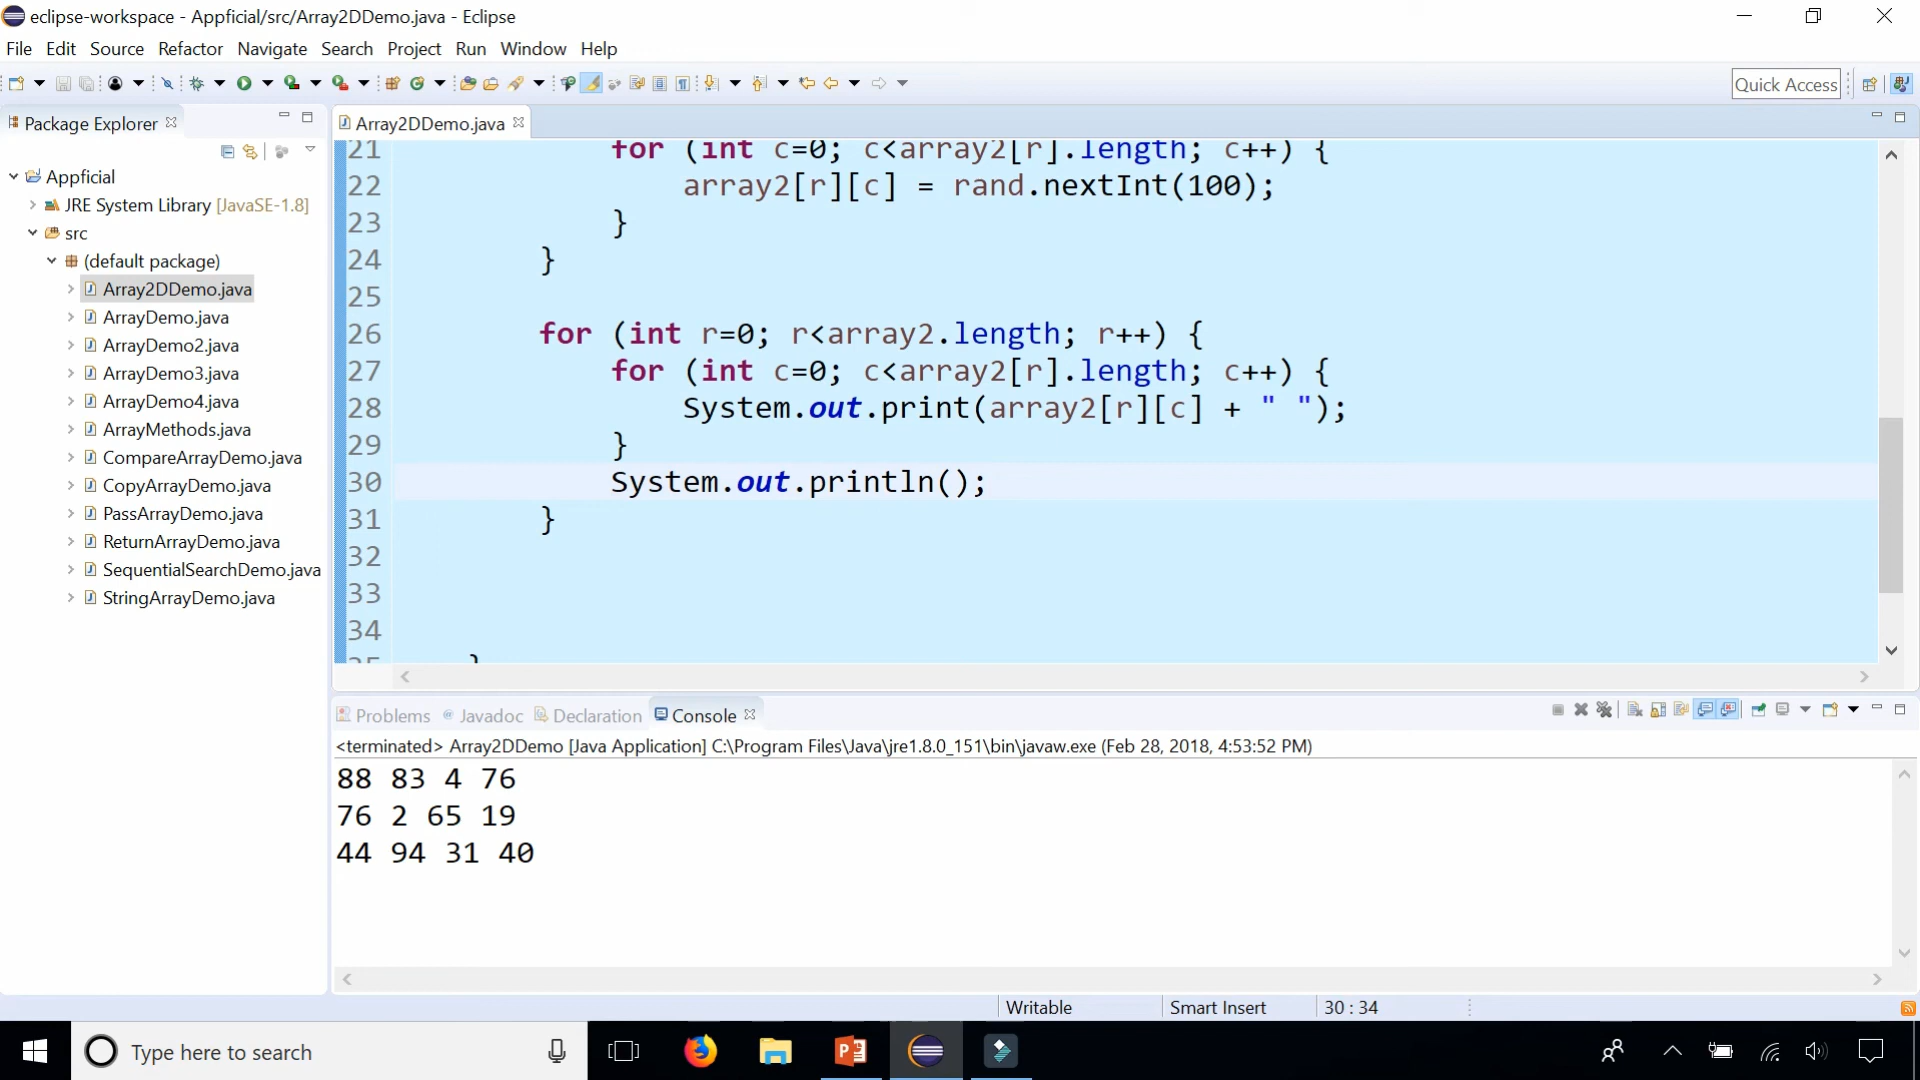 eclipse-workspace - Appficial/src/Array2DDemo.java - Eclipse
File Edit Source Refactor Navigate Search Project Run Window Help
Quick Access
Package Explorer
Array2DDemo.java
Appficial
JRE System Library [JavaSE-1.8]
src
(default package)
Array2DDemo.java
ArrayDemo.java
ArrayDemo2.java
ArrayDemo3.java
ArrayDemo4.java
ArrayMethods.java
CompareArrayDemo.java
CopyArrayDemo.java
PassArrayDemo.java
ReturnArrayDemo.java
SequentialSearchDemo.java
StringArrayDemo.java
21 for (int c=0; c<array2[r].length; c++) {
22 array2[r][c] = rand.nextInt(100);
23 }
24 }
25
26 for (int r=0; r<array2.length; r++) {
27 for (int c=0; c<array2[r].length; c++) {
28 System.out.print(array2[r][c] + " ");
29 }
30 System.out.println();
31 }
32
33
34
35 }
Problems Javadoc Declaration Console
<terminated> Array2DDemo [Java Application] C:\Program Files\Java\jre1.8.0_151\bin\javaw.exe (Feb 28, 2018, 4:53:52 PM)
88 83 4 76
76 2 65 19
44 94 31 40
Writable Smart Insert 30 : 34
Type here to search